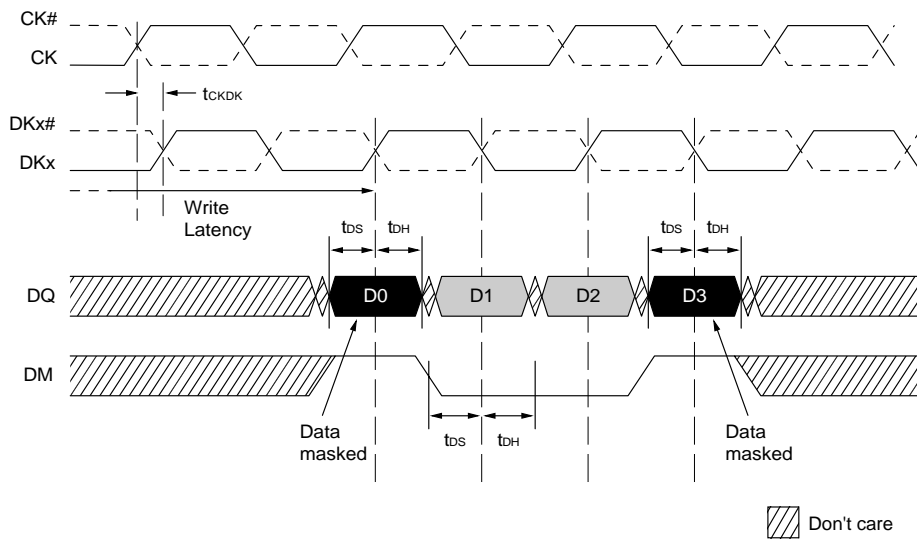 CK#
CK
tCKDK
DKx#
DKx
Write
Latency
tDS
tDH
tDS
tDH
DQ
D0
D1
D2
D3
DM
tDS
tDH
Data
masked
Data
masked
Don't care